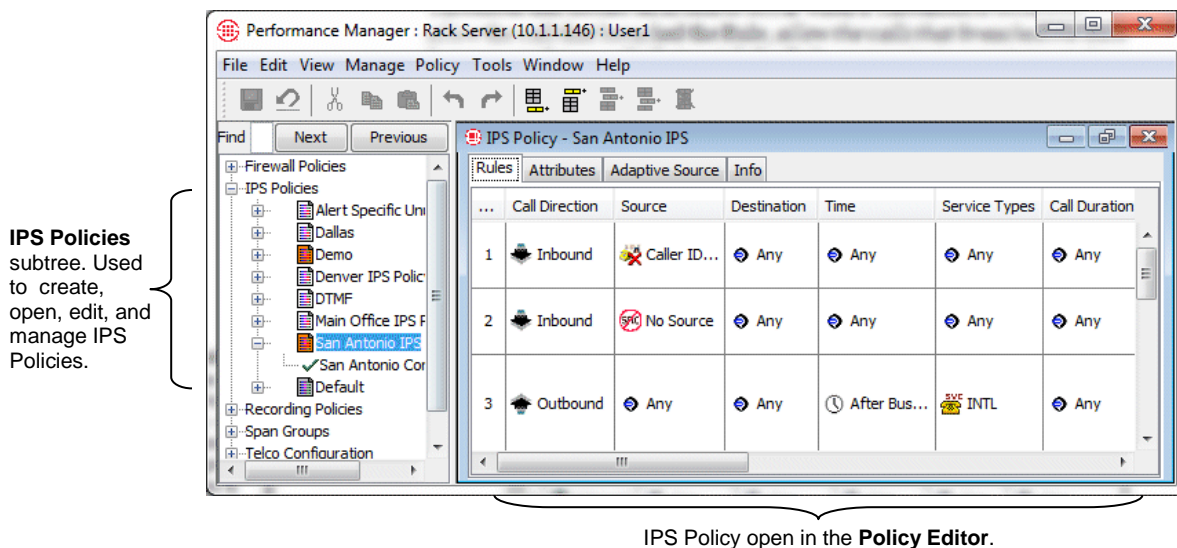 Performance Manager : Rack Server (10.1.1.146) : User1
File Edit View Manage Policy Tools Window Help
Find Next Previous
Firewall Policies
IPS Policies
Alert Specific
Dallas
Demo
Denver IPS
DTMF
Main Office IPS
San Antonio IPS
San Antonio
Default
Recording Policies
Span Groups
Telco Configuration
IPS Policy - San Antonio IPS
Rules Attributes Adaptive Source Info
... Call Direction Source Destination Time Service Types Call Duration
1 Inbound Caller ID... Any Any Any Any
2 Inbound SRC No Source Any Any Any Any
3 Outbound Any Any After Bus... SVC INTL Any
IPS Policies
subtree. Used
to create,
open, edit, and
manage IPS
Policies.
IPS Policy open in the Policy Editor.